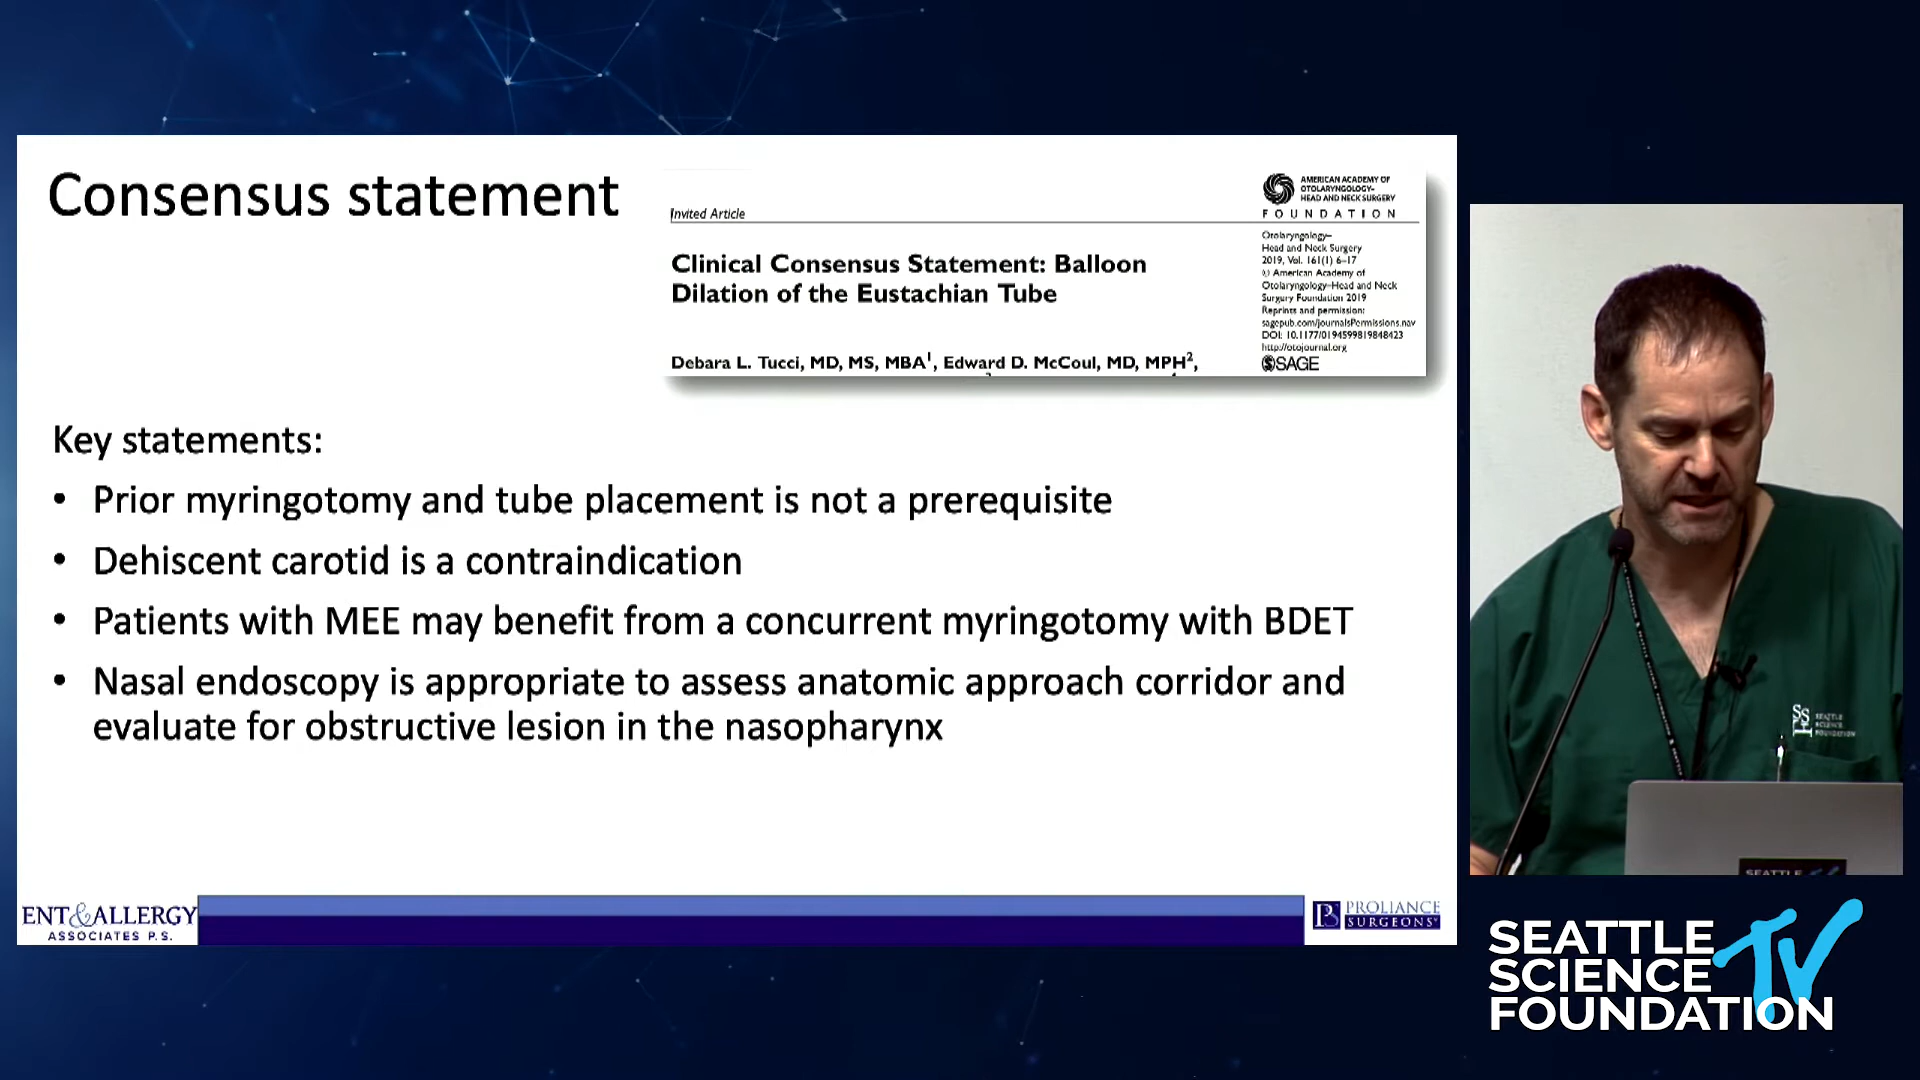 Consensus statement
Invited Article
Clinical Consensus Statement: Balloon
Dilation of the Eustachian Tube
Debara L. Tucci, MD, MS, MBA1, Edward D. McCoul, MD, MPH2,
AMERICAN ACADEMY OF
OTOLARYNGOLOGY–
HEAD AND NECK SURGERY
FOUNDATION
Otolaryngology–
Head and Neck Surgery
2019, Vol. 161(1) 6–17
© American Academy of
Otolaryngology–Head and Neck
Surgery Foundation 2019
Reprints and permission:
sagepub.com/journalsPermissions.nav
DOI: 10.1177/0194599819848423
http://otojournal.org
SAGE
Key statements:
• Prior myringotomy and tube placement is not a prerequisite
• Dehiscent carotid is a contraindication
• Patients with MEE may benefit from a concurrent myringotomy with BDET
• Nasal endoscopy is appropriate to assess anatomic approach corridor and
evaluate for obstructive lesion in the nasopharynx
ENT&ALLERGY
ASSOCIATES P.S.
PS PROLIANCE
SURGEONS
SEATTLE
SCIENCE
FOUNDATION
SEATTLE
SEATTLE
SCIENCE
FOUNDATION
TV